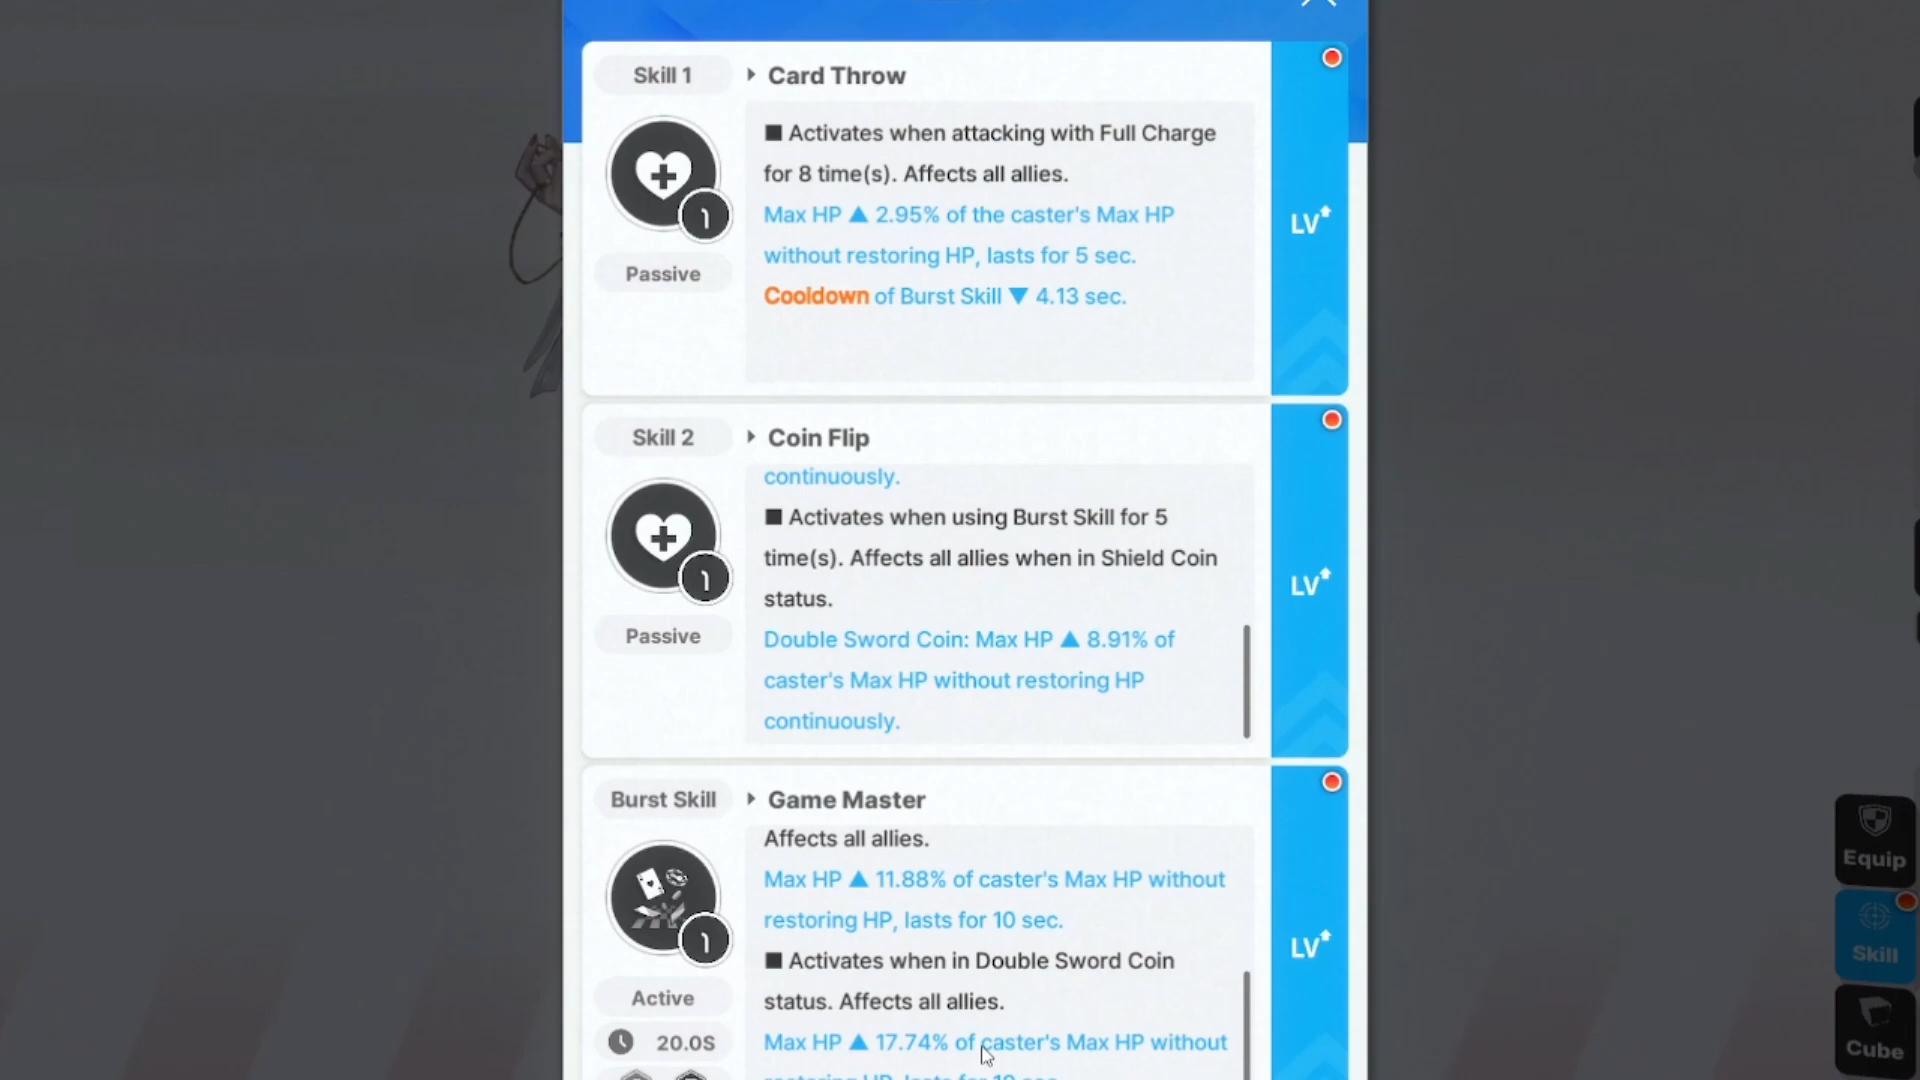 Skill 1
Card Throw
■ Activates when attacking with Full Charge
for 8 time(s). Affects all allies.
Max HP ▲ 2.95% of the caster's Max HP
without restoring HP, lasts for 5 sec.
Cooldown of Burst Skill ▼ 4.13 sec.
1
Passive
LV
Skill 2
Coin Flip
continuously.
■ Activates when using Burst Skill for 5
time(s). Affects all allies when in Shield Coin
status.
Double Sword Coin: Max HP ▲ 8.91% of
caster's Max HP without restoring HP
continuously.
1
Passive
LV
Burst Skill
Game Master
Affects all allies.
Max HP ▲ 11.88% of caster's Max HP without
restoring HP, lasts for 10 sec.
■ Activates when in Double Sword Coin
status. Affects all allies.
Max HP ▲ 17.74% of caster's Max HP without
restoring HP, lasts for 10 sec.
1
Active
20.0S
LV
Equip
Skill
Cube